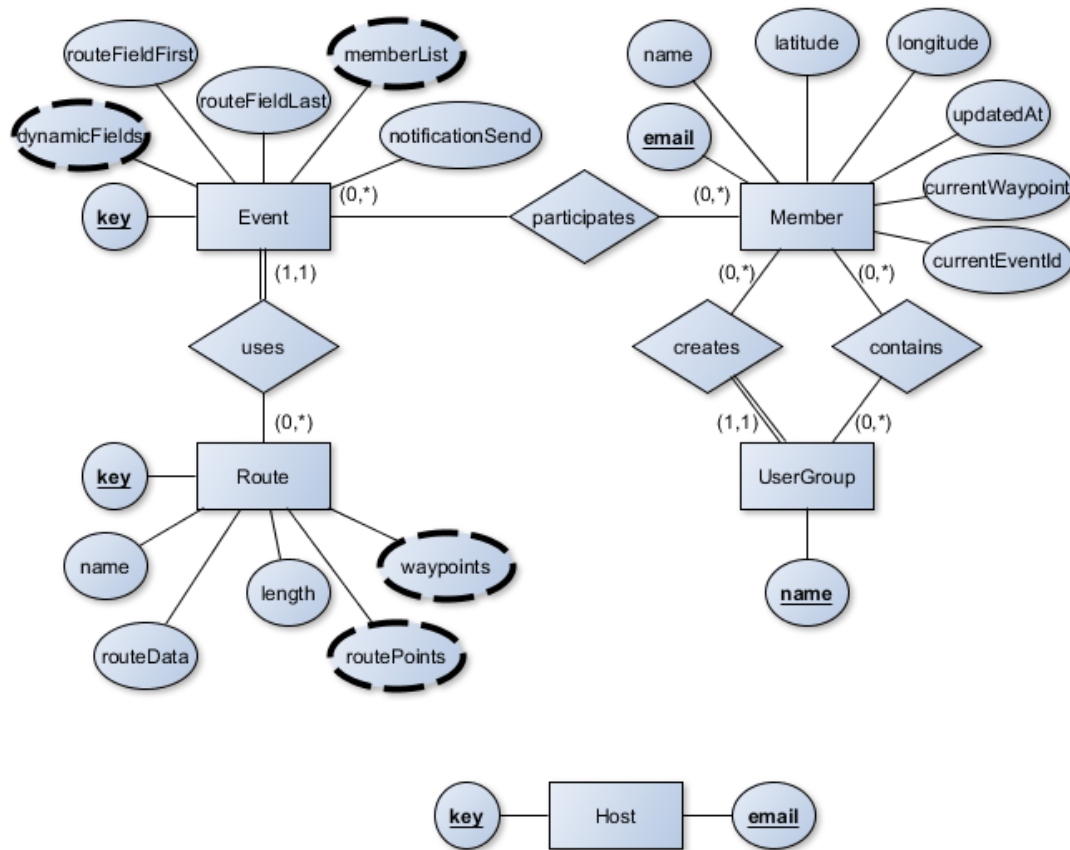 routeFieldFirst
memberList
routeFieldLast
dynamicFields
notificationSend
key
Event
(0,*)
(1,1)
participates
name
latitude
longitude
email
updatedAt
(0,*)
Member
currentWaypoint
currentEventId
(0,*)
(0,*)
uses
creates
contains
(0,*)
(1,1)
(0,*)
key
Route
UserGroup
name
waypoints
length
routeData
routePoints
name
key
Host
email